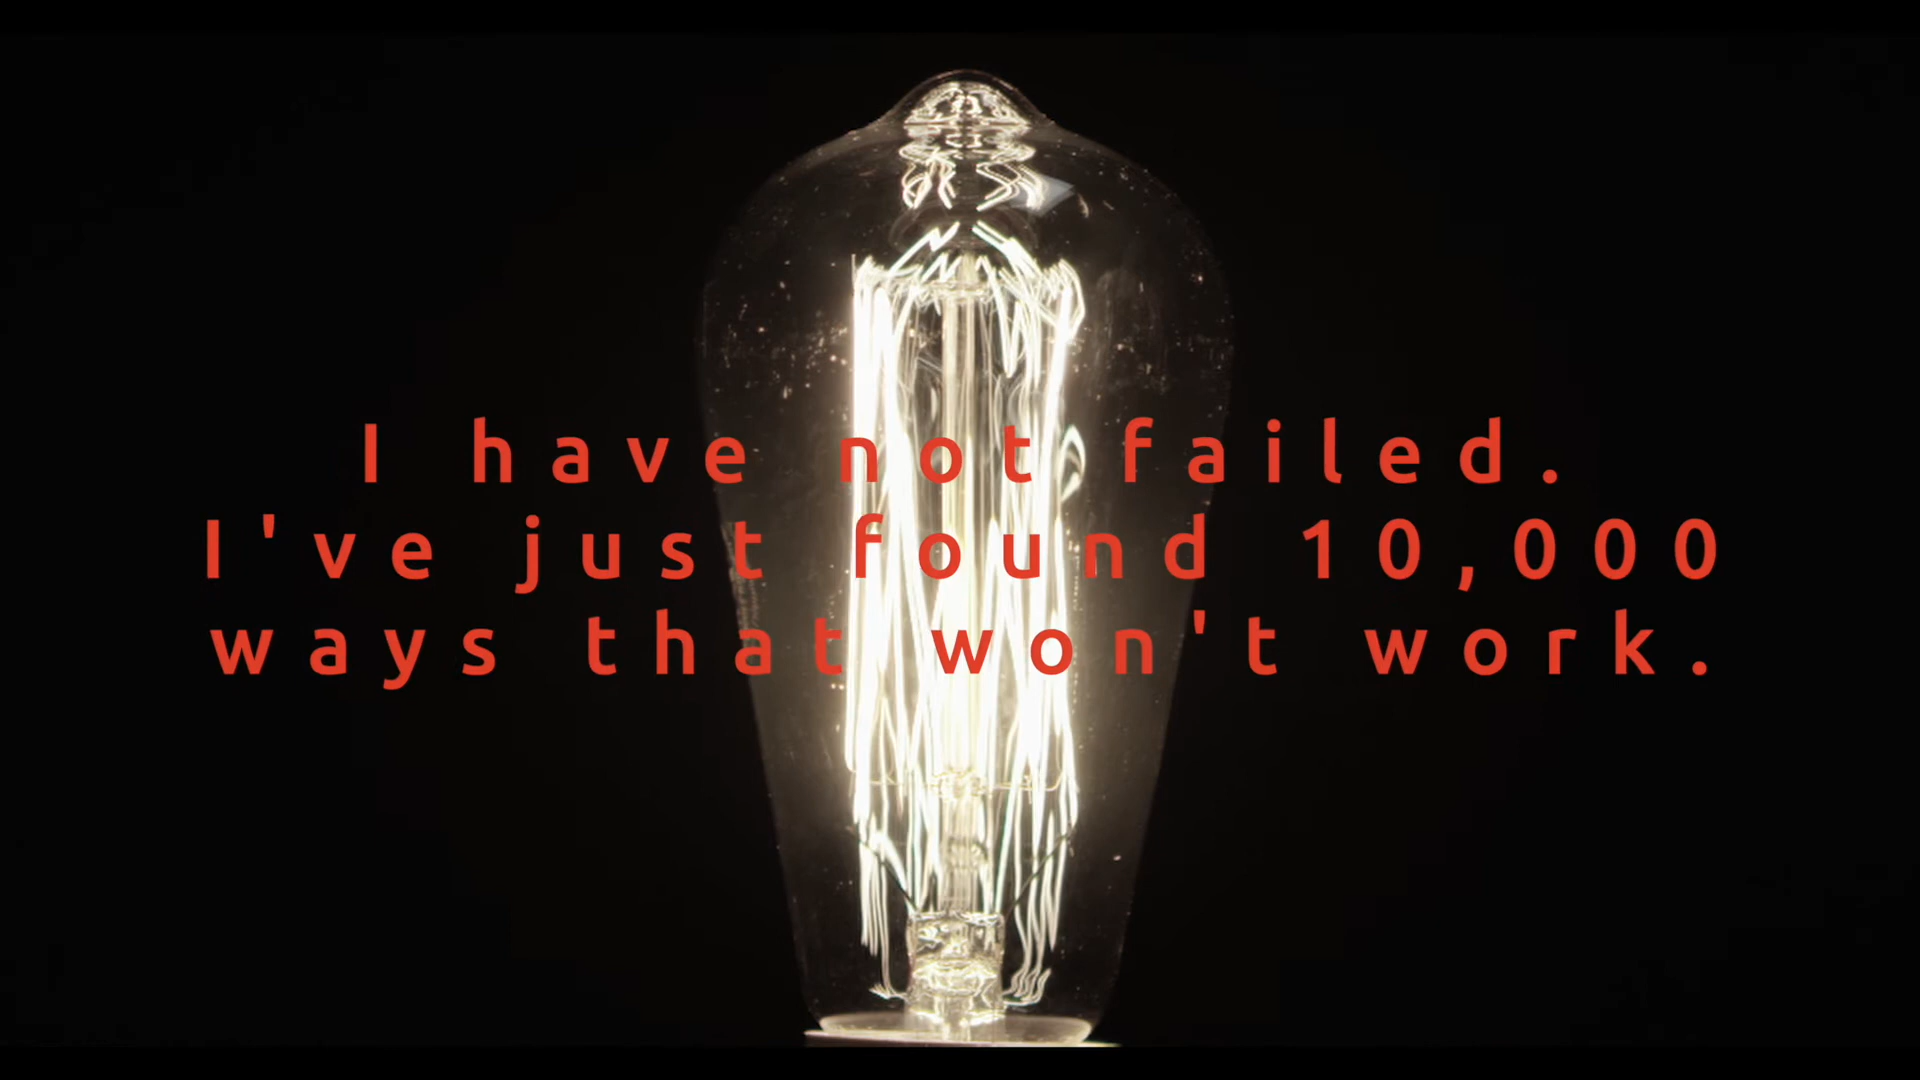 I have not failed.
I've just found 10,000
ways that won't work.